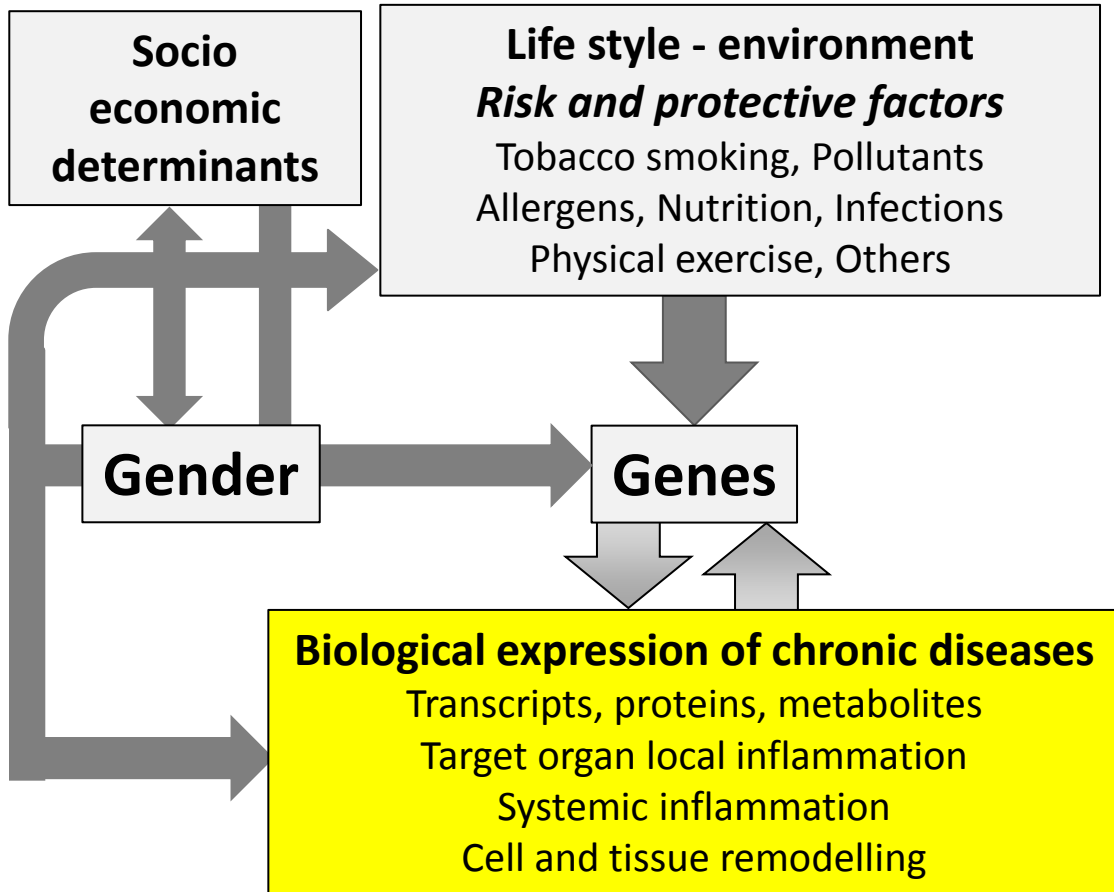 Socio
economic
determinants
Life style - environment
Risk and protective factors
Tobacco smoking, Pollutants
Allergens, Nutrition, Infections
Physical exercise, Others
Gender
Genes
Biological expression of chronic diseases
Transcripts, proteins, metabolites
Target organ local inflammation
Systemic inflammation
Cell and tissue remodelling